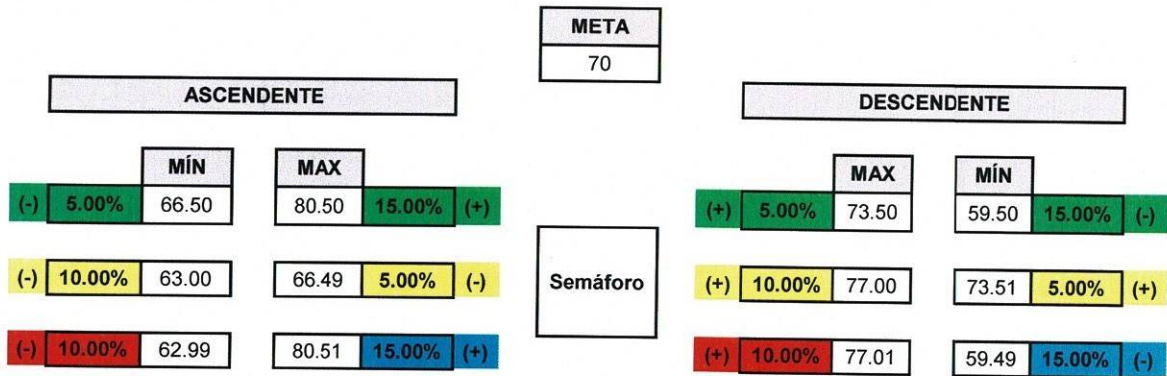 META
70
ASCENDENTE
DESCENDENTE
MÍN MAX
MAX MÍN
(-) 5.00% 66.50 80.50 15.00% (+)
(+) 5.00% 73.50 59.50 15.00% (-)
Semáforo
(-) 10.00% 63.00 66.49 5.00% (-)
(+) 10.00% 77.00 73.51 5.00% (+)
(-) 10.00% 62.99 80.51 15.00% (+)
(+) 10.00% 77.01 59.49 15.00% (-)